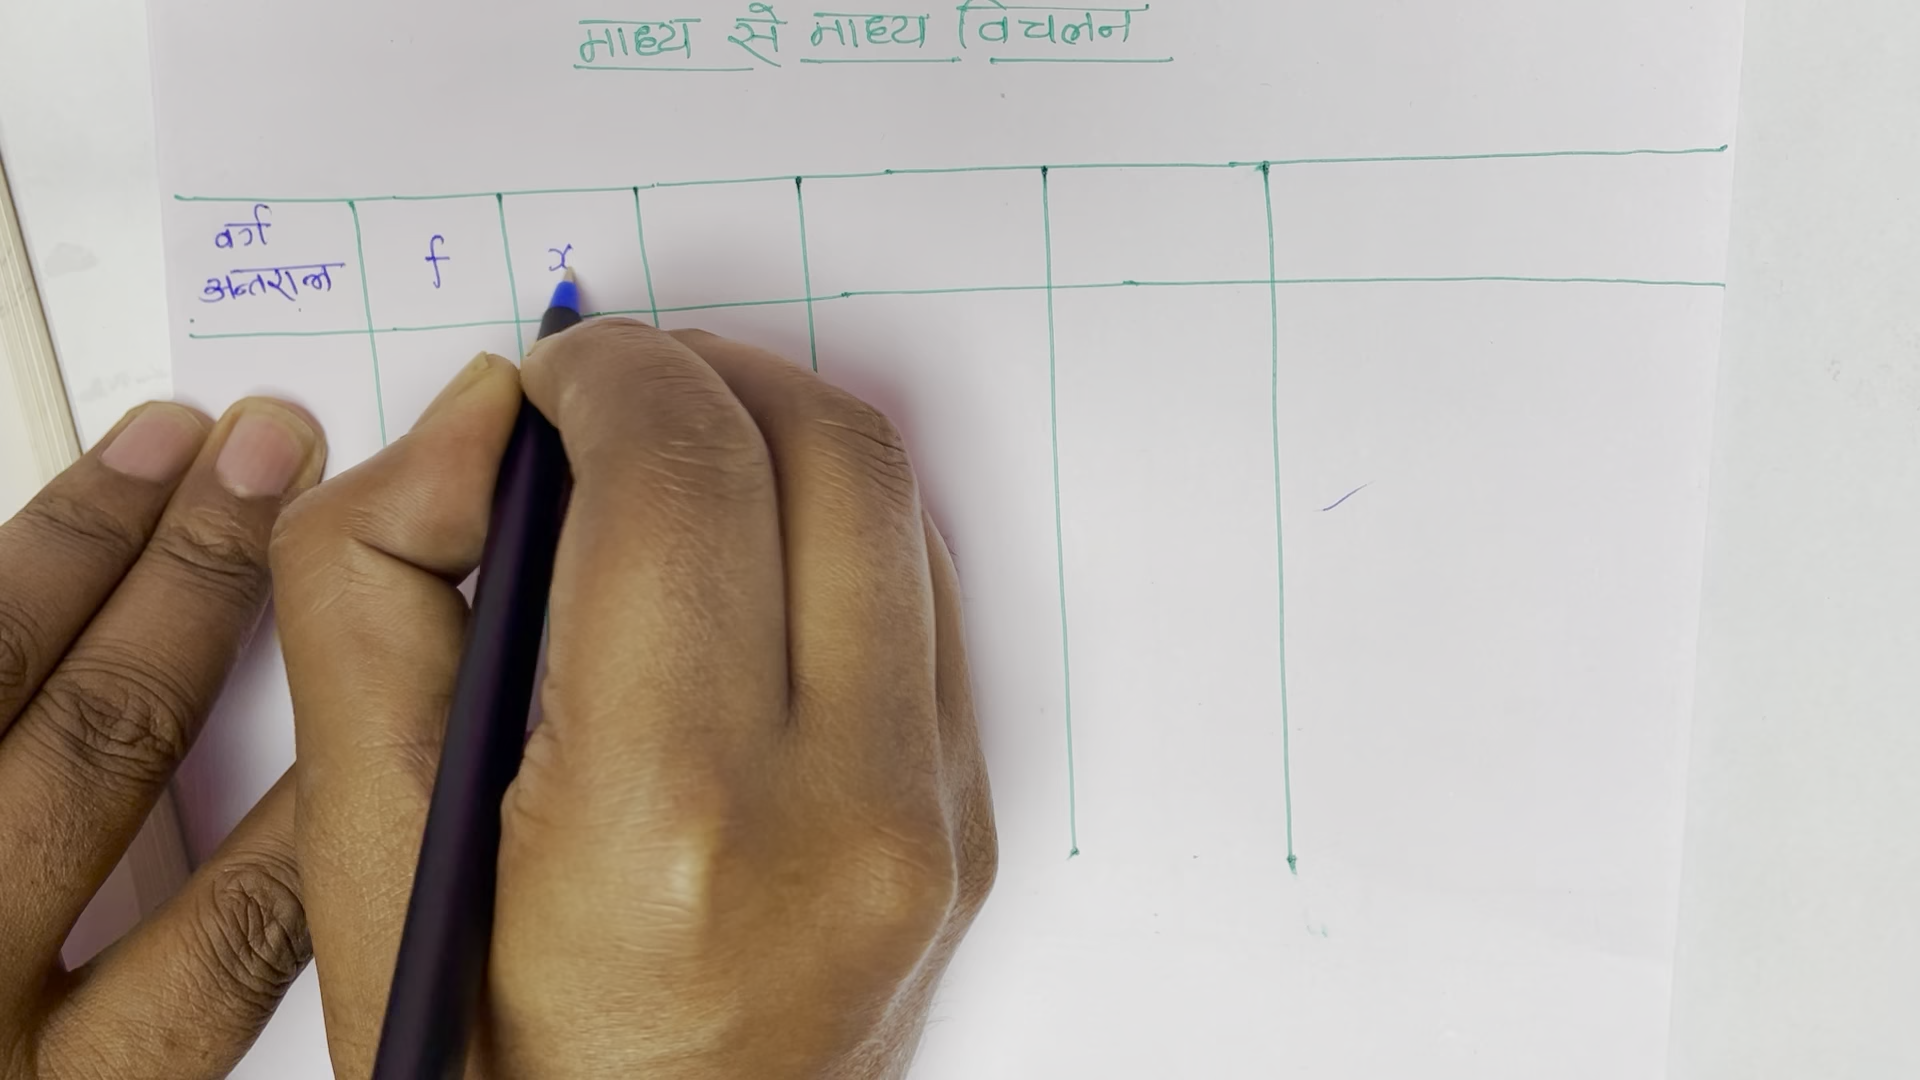 माध्य से माध्य विचलन
वर्ग
अन्तराल
f
x